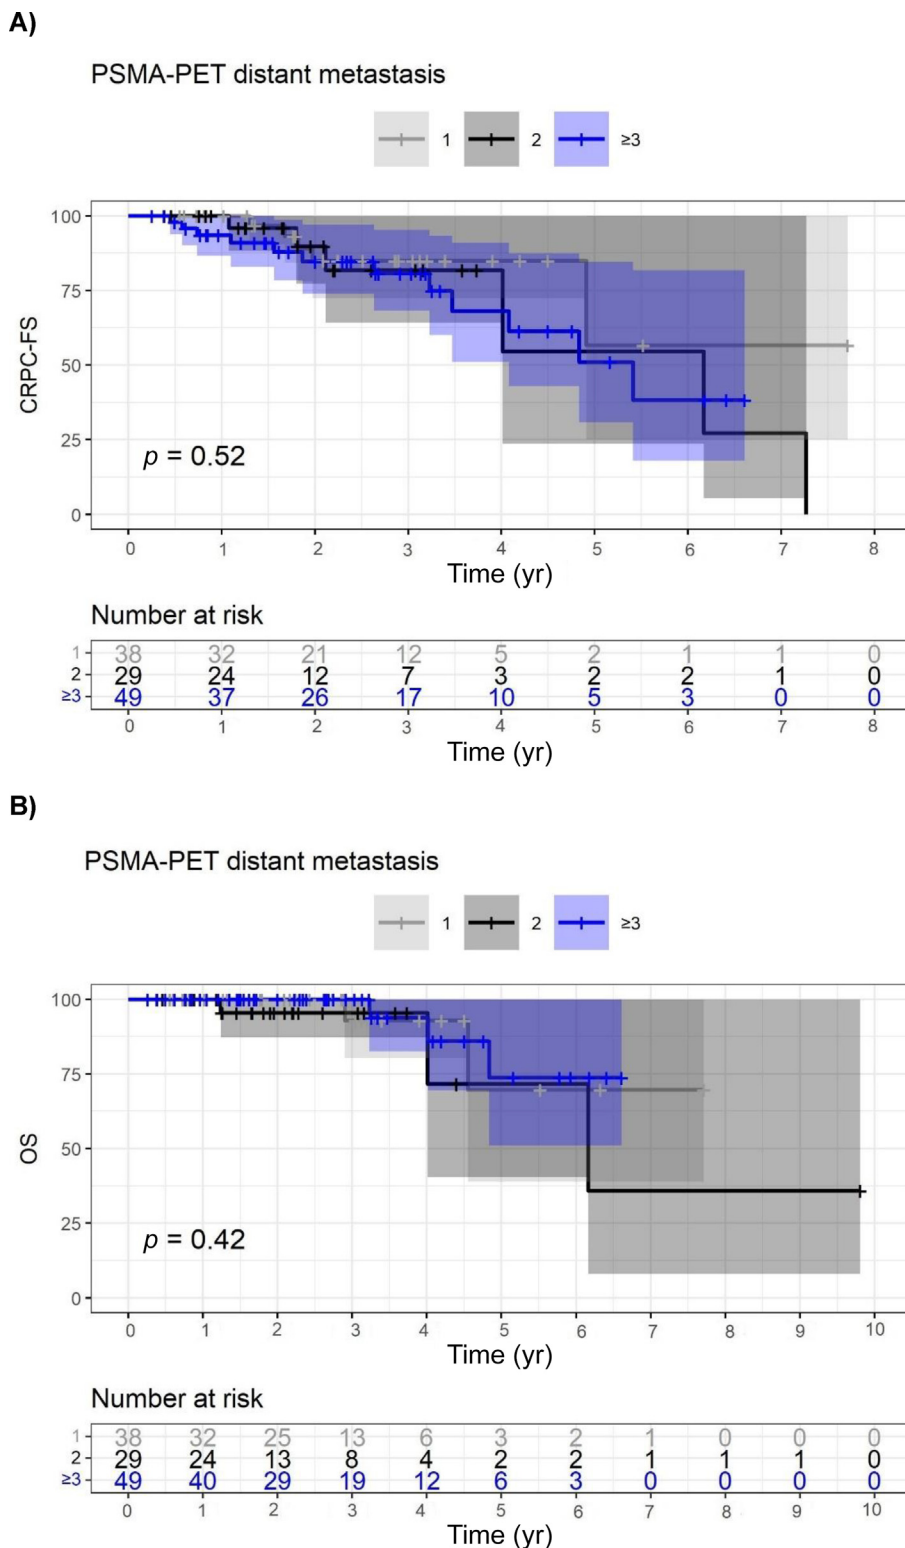 A)
PSMA-PET distant metastasis
1 2 ≥3
100
75
50
25
0
CRPC-FS
p = 0.52
0 1 2 3 4 5 6 7 8
Time (yr)
Number at risk
1 38 32 21 12 5 2 1 1 0
2 29 24 12 7 3 2 2 1 0
≥3 49 37 26 17 10 5 3 0 0
0 1 2 3 4 5 6 7 8
Time (yr)
B)
PSMA-PET distant metastasis
1 2 ≥3
100
75
50
25
0
OS
p = 0.42
0 1 2 3 4 5 6 7 8 9 10
Time (yr)
Number at risk
1 38 32 25 13 6 3 2 1 0 0 0
2 29 24 13 8 4 2 2 1 1 1 0
≥3 49 40 29 19 12 6 3 0 0 0 0
0 1 2 3 4 5 6 7 8 9 10
Time (yr)